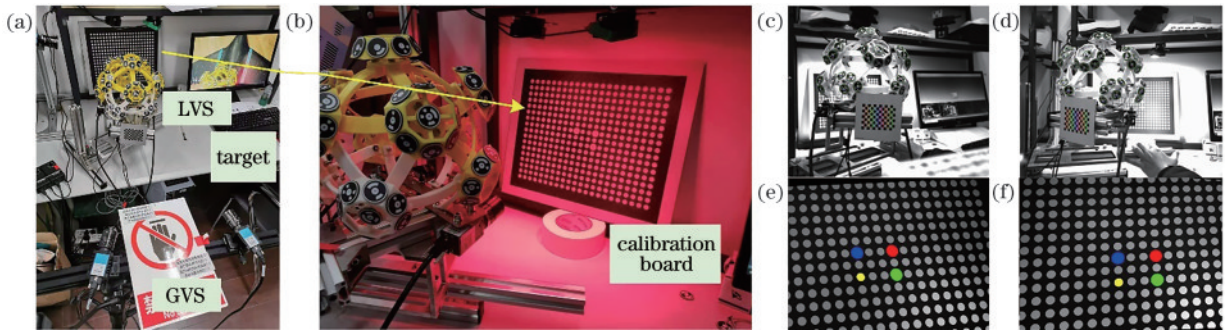 (a)
(b)
(c)
(d)
LVS
target
(e)
(f)
calibration
board
GVS